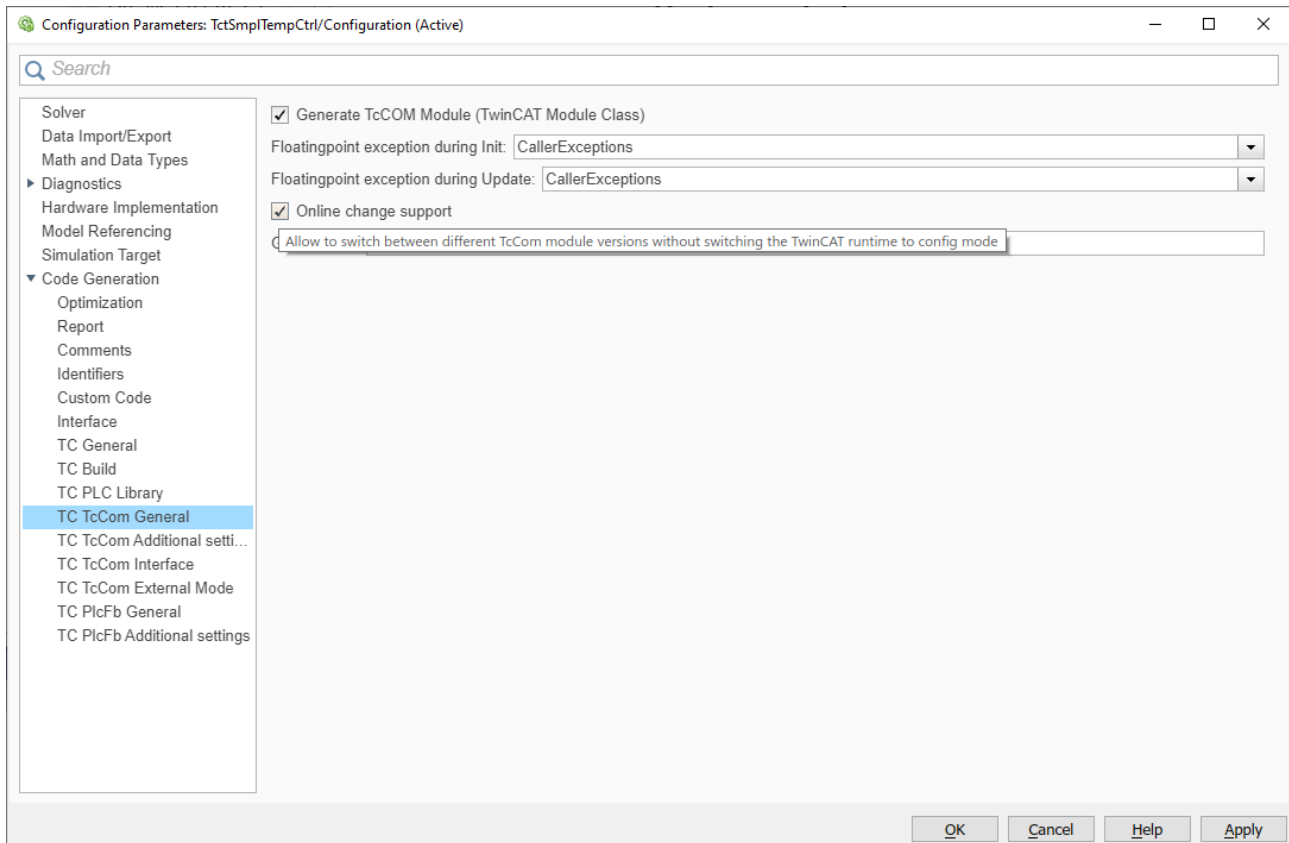 Configuration Parameters: TctSmplTempCtrl/Configuration (Active)
Search
Solver
Data Import/Export
Math and Data Types
Diagnostics
Hardware Implementation
Model Referencing
Simulation Target
Code Generation
Optimization
Report
Comments
Identifiers
Custom Code
Interface
TC General
TC Build
TC PLC Library
TC TcCom General
TC TcCom Additional setti...
TC TcCom Interface
TC TcCom External Mode
TC PlcFb General
TC PlcFb Additional settings
Generate TcCOM Module (TwinCAT Module Class)
Floatingpoint exception during Init: CallerExceptions
Floatingpoint exception during Update: CallerExceptions
Online change support
Allow to switch between different TcCom module versions without switching the TwinCAT runtime to config mode
OK Cancel Help Apply